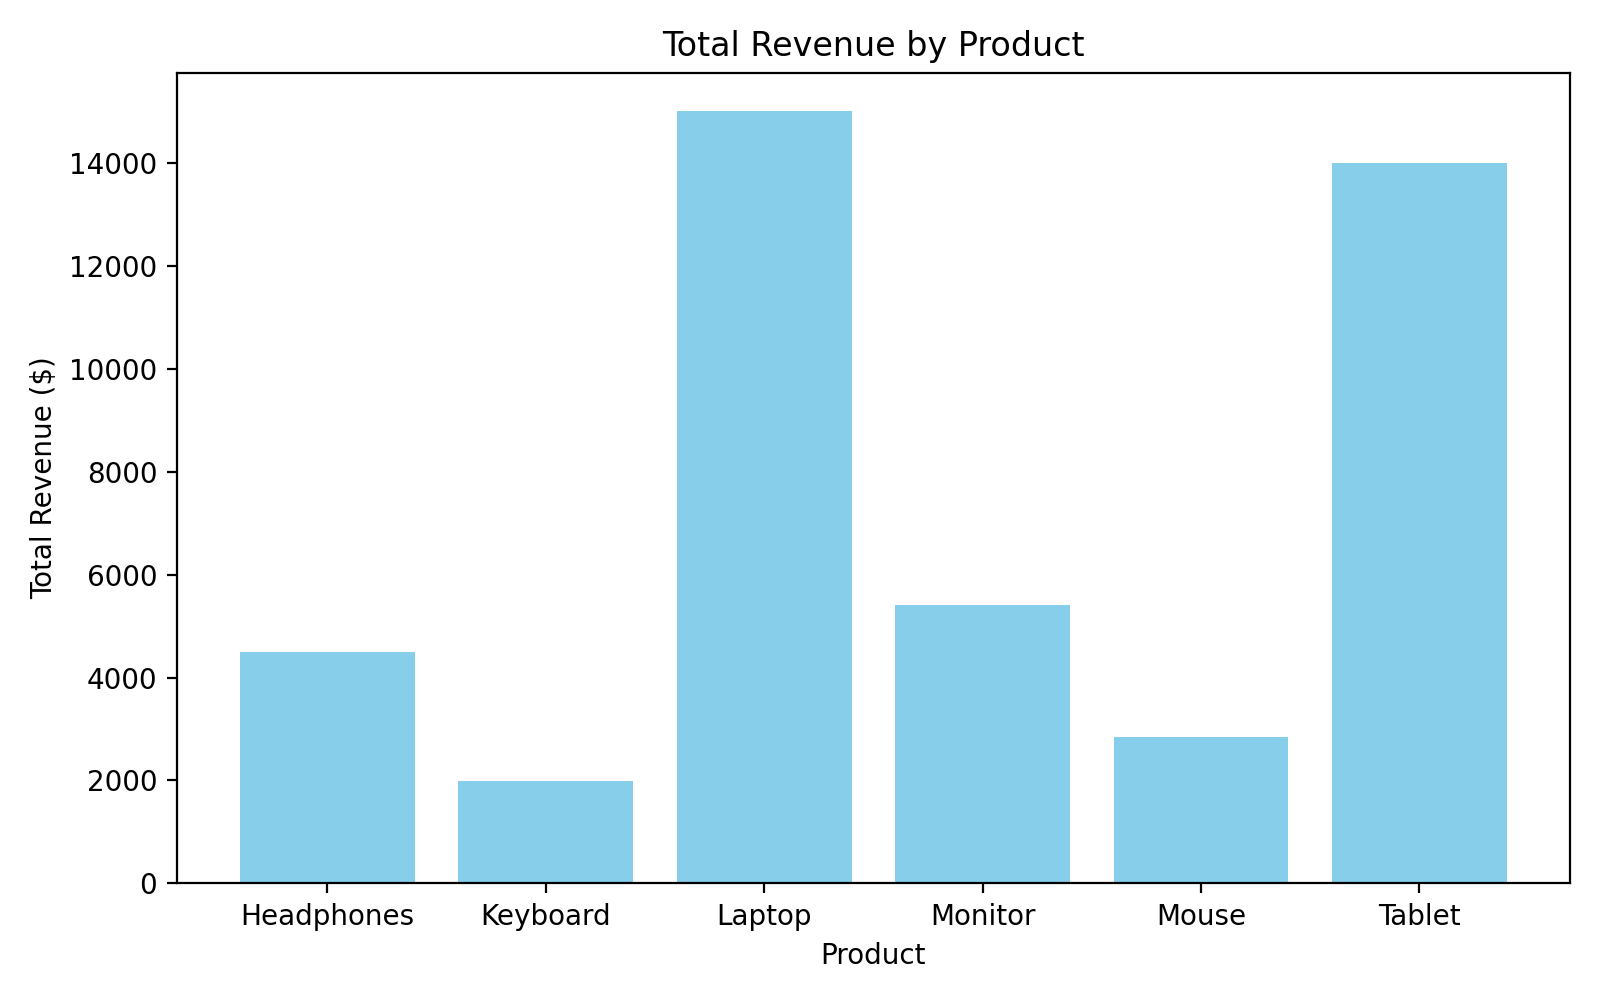 Total Revenue by Product
Total Revenue ($)
14000
12000
10000
8000
6000
4000
2000
0
Headphones Keyboard Laptop Monitor Mouse Tablet
Product